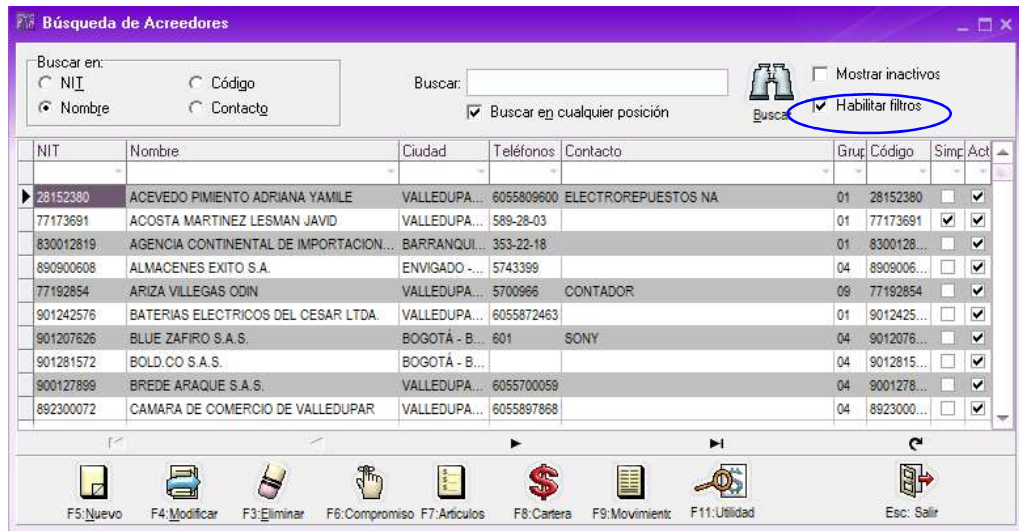 Búsqueda de Acreedores
Buscar en:
NIT Código
Nombre Contacto
Buscar:
Buscar en cualquier posición
Buscar
Mostrar inactivos
Habilitar filtros
NIT Nombre Ciudad Teléfonos Contacto Grup Código Simp Act
28152380 ACEVEDO PIMIENTO ADRIANA YAMILE VALLEDUPA... 6055809600 ELECTROREPUESTOS NA 01 28152380
77173691 ACOSTA MARTINEZ LESMAN JAVID VALLEDUPA... 589-28-03 01 77173691
830012819 AGENCIA CONTINENTAL DE IMPORTACION... BARRANQUI... 353-22-18 01 8300128...
890900608 ALMACENES EXITO S.A. ENVIGADO -... 5743399 04 8909006...
77192854 ARIZA VILLEGAS ODIN VALLEDUPA... 5700966 CONTADOR 09 77192854
901242576 BATERIAS ELECTRICOS DEL CESAR LTDA. VALLEDUPA... 6055872463 01 9012425...
901207626 BLUE ZAFIRO S.A.S. BOGOTÁ - B... 601 SONY 04 9012076...
901281572 BOLD.CO S.A.S. BOGOTÁ - B... 04 9012815...
900127899 BREDE ARAQUE S.A.S. VALLEDUPA... 6055700059 04 9001278...
892300072 CAMARA DE COMERCIO DE VALLEDUPAR VALLEDUPA... 6055897868 04 8923000...
F5:Nuevo F4:Modificar F3:Eliminar F6:Compromiso F7:Articulos F8:Cartera F9:Movimientc F11:Utilidad Esc: Salir